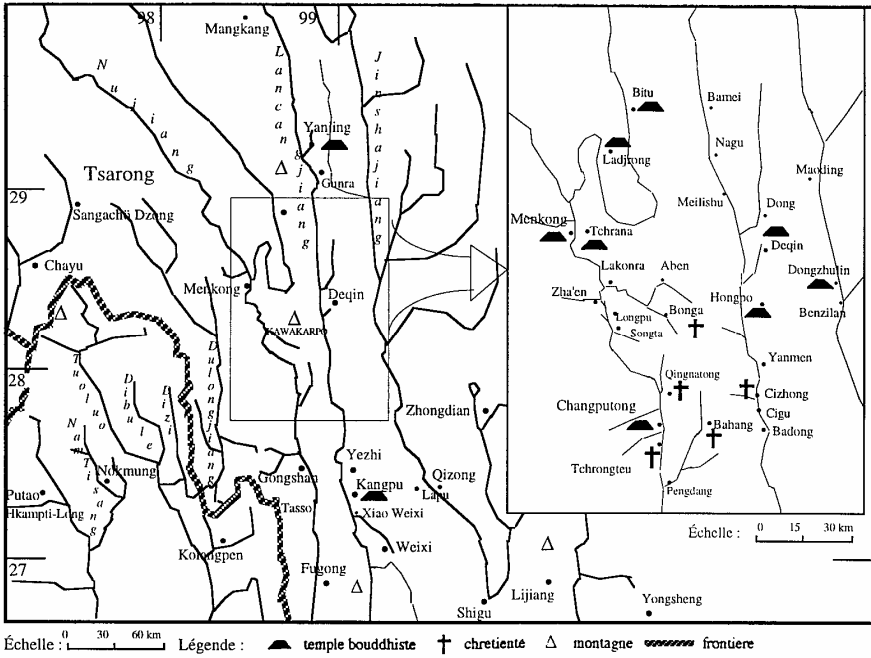 98
99
Mangkang
Nujiang
Lancangjiang
Jinshajiang
Yanjing
Gunra
Tsarong
29
Sangachü Dzong
Chayu
Menkong
Deqin
KAWAKARPO
28
Tuoluo
Dibule
Lizi
Dulongjiang
Nam Tisang
Zhongdian
Nokmung
Putao
Hkampti-Long
Gongshan
Tasso
Yezhi
Kangpu
Xiao Weixi
Lapu
Qizong
Kolongpen
Weixi
27
Fugong
Shigu
Lijiang
Yongsheng
Bitu
Bamei
Ladjrong
Nagu
Maoding
Meilishu
Dong
Menkong
Tchrana
Deqin
Lakonra
Aben
Dongzhulin
Zha'en
Hongpo
Longpu
Bonga
Benzilan
Songta
Yanmen
Qingnatong
Cizhong
Changputong
Cigu
Bahang
Badong
Tchrongteu
Pengdang
Échelle : 0 15 30 km
Échelle : 0 30 60 km Légende : temple bouddhiste chretienté montagne frontiere